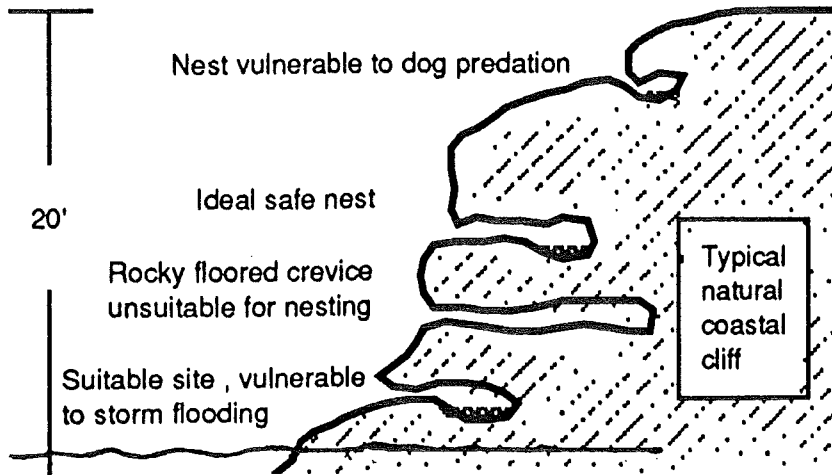 Nest vulnerable to dog predation
Ideal safe nest
20'
Rocky floored crevice
unsuitable for nesting
Typical
natural
coastal
cliff
Suitable site , vulnerable
to storm flooding